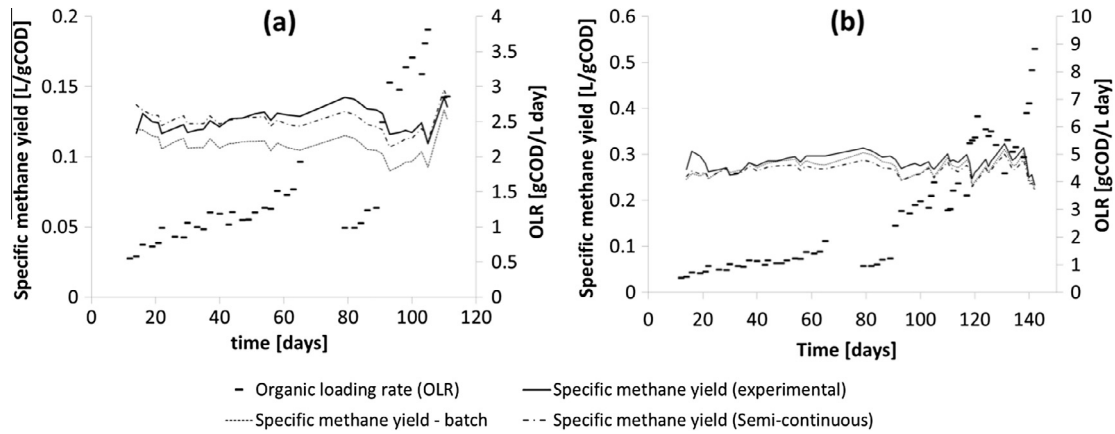 (a)
Specific methane yield [L/gCOD]
0.2
0.15
0.1
0.05
0
4
3.5
3
2.5
2
1.5
1
0.5
0
OLR [gCOD/L day]
0 20 40 60 80 100 120
time [days]
(b)
Specific methane yield [L/gCOD]
0.6
0.5
0.4
0.3
0.2
0.1
0
10
9
8
7
6
5
4
3
2
1
0
OLR [gCOD/L day]
0 20 40 60 80 100 120 140
Time [days]
Organic loading rate (OLR)
Specific methane yield (experimental)
Specific methane yield - batch
Specific methane yield (Semi-continuous)